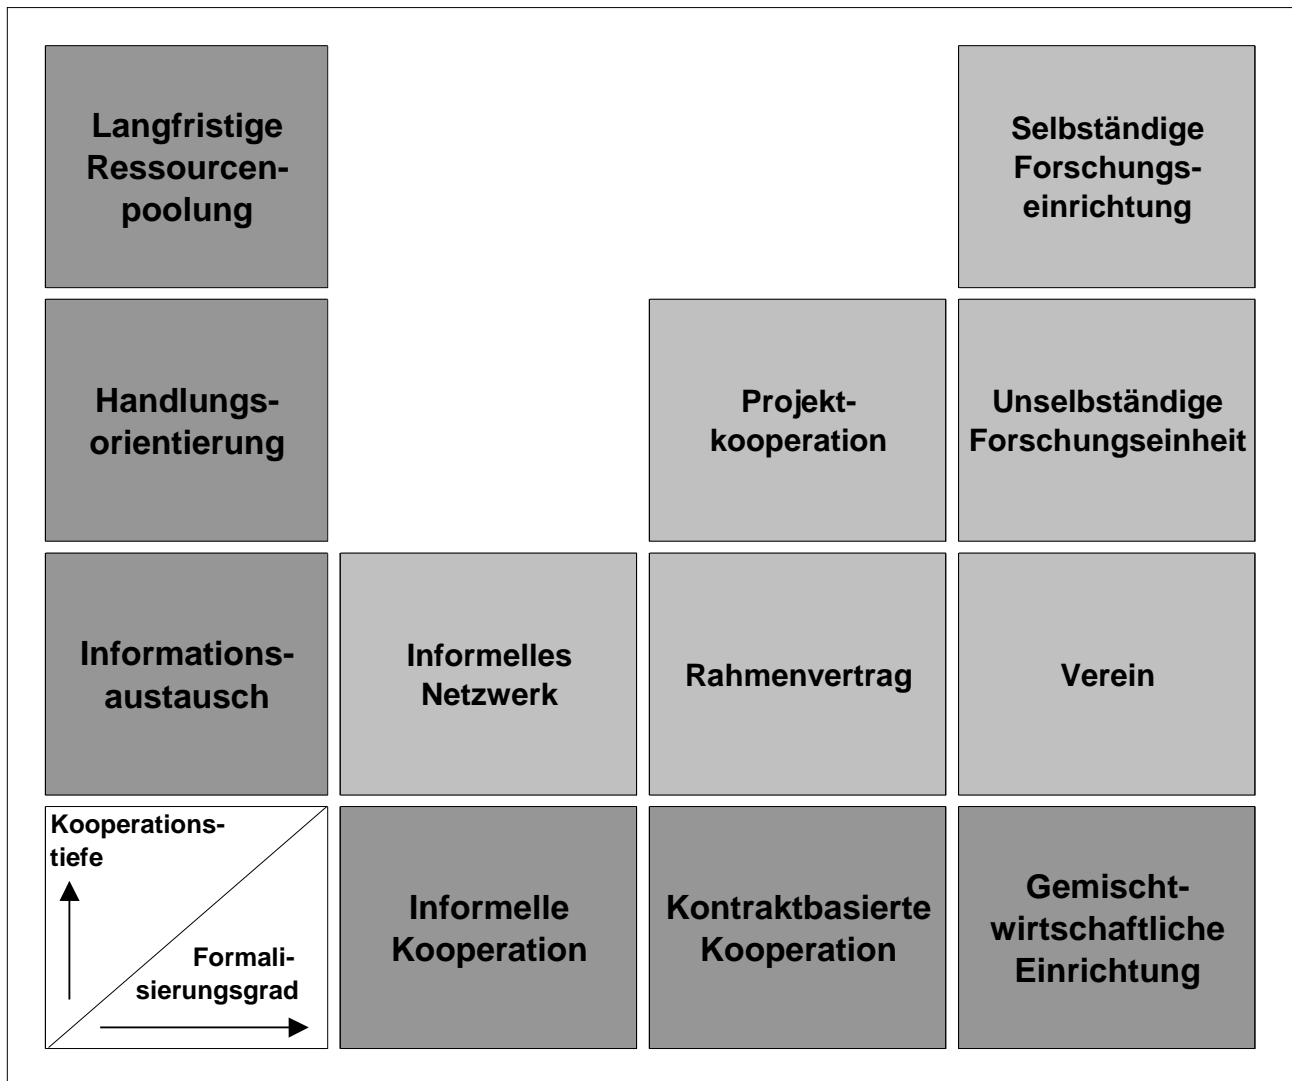 Langfristige
Ressourcen-
poolung
Selbständige
Forschungs-
einrichtung
Handlungs-
orientierung
Projekt-
kooperation
Unselbständige
Forschungseinheit
Informations-
austausch
Informelles
Netzwerk
Rahmenvertrag
Verein
Kooperations-
tiefe
Formali-
sierungsgrad
Informelle
Kooperation
Kontraktbasierte
Kooperation
Gemischt-
wirtschaftliche
Einrichtung